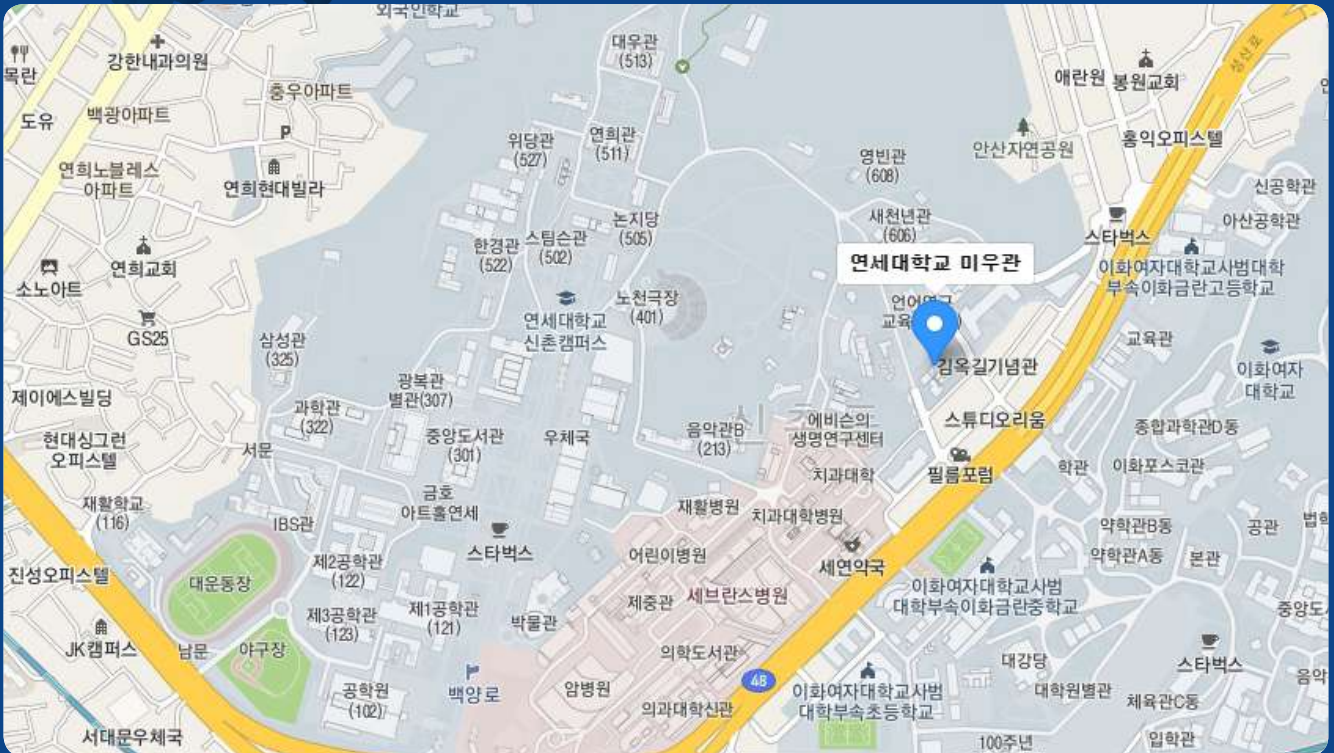 외국인학교
대우관
(513)
강한내과의원
목란
애란원
봉원교회
성산로
충우아파트
백광아파트
도유
P
위당관
(527)
연희관
(511)
홍익오피스텔
안산자연공원
영빈관
(608)
연희노블레스
아파트
연희현대빌라
신공학관
아산공학관
새천년관
(606)
논지당
(505)
스팀슨관
(502)
한경관
(522)
스타벅스
연희교회
소노아트
연세대학교 미우관
이화여자대학교사범대학
부속이화금란고등학교
언어연구
교육
노천극장
(401)
연세대학교
신촌캠퍼스
GS25
삼성관
(325)
교육관
이화여자
대학교
김옥길기념관
광복관
별관(307)
제이에스빌딩
과학관
(322)
스튜디오리움
에비슨의
생명연구센터
종합과학관D동
음악관B
(213)
우체국
중앙도서관
(301)
현대싱그런
오피스텔
서문
치과대학
필름포럼
학관
이화포스코관
재활학교
(116)
금호
아트홀연세
재활병원
치과대학병원
IBS관
약학관B동
공관
스타벅스
어린이병원
세연약국
약학관A동
본관
제2공학관
(122)
진성오피스텔
대운동장
이화여자대학교사범
대학부속이화금란중학교
제중관
세브란스병원
제3공학관
(123)
제1공학관
(121)
박물관
JK캠퍼스
남문
야구장
의학도서관
대강당
스타벅스
48
백양로
공학원
(102)
암병원
의과대학신관
이화여자대학교사범
대학부속초등학교
대학원별관
체육관C동
서대문우체국
100주년
입학관